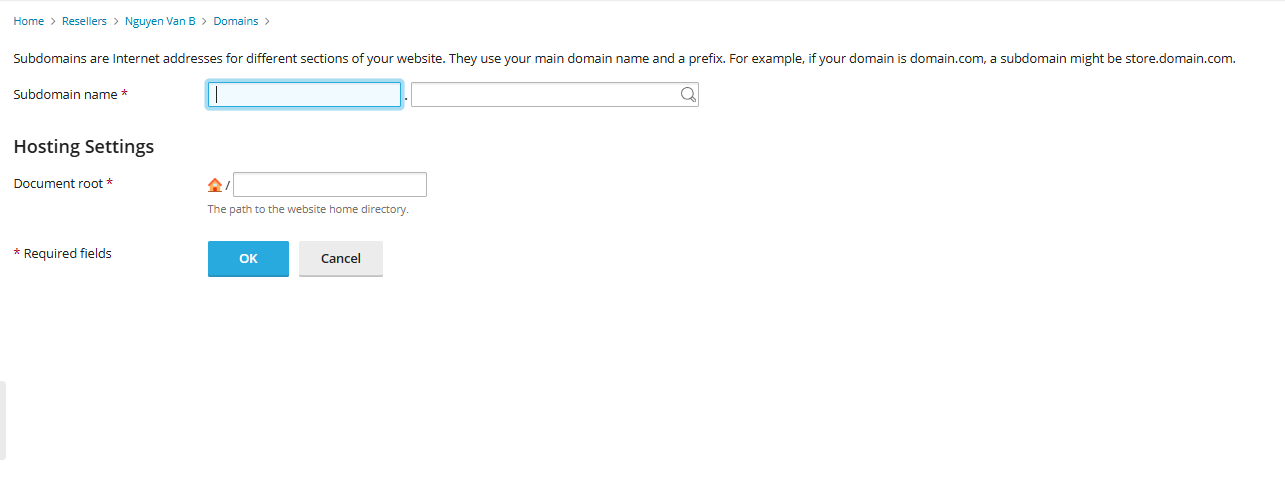 Home > Resellers > Nguyen Van B > Domains >
Subdomains are Internet addresses for different sections of your website. They use your main domain name and a prefix. For example, if your domain is domain.com, a subdomain might be store.domain.com.
Subdomain name * .
Hosting Settings
Document root * /
The path to the website home directory.
* Required fields OK Cancel